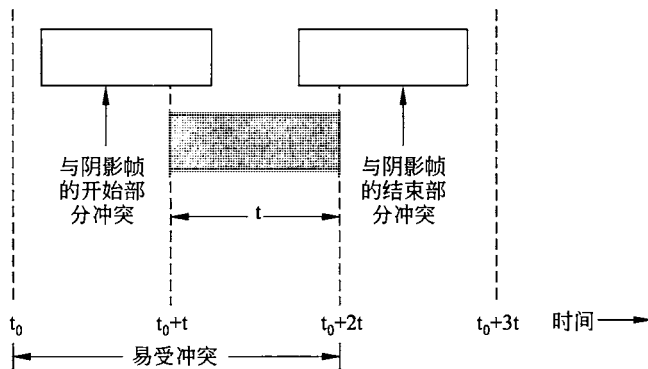 与阴影帧
的开始部
分冲突
与阴影帧
的结束部
分冲突
t
t₀
t₀+t
t₀+2t
t₀+3t
时间
易受冲突